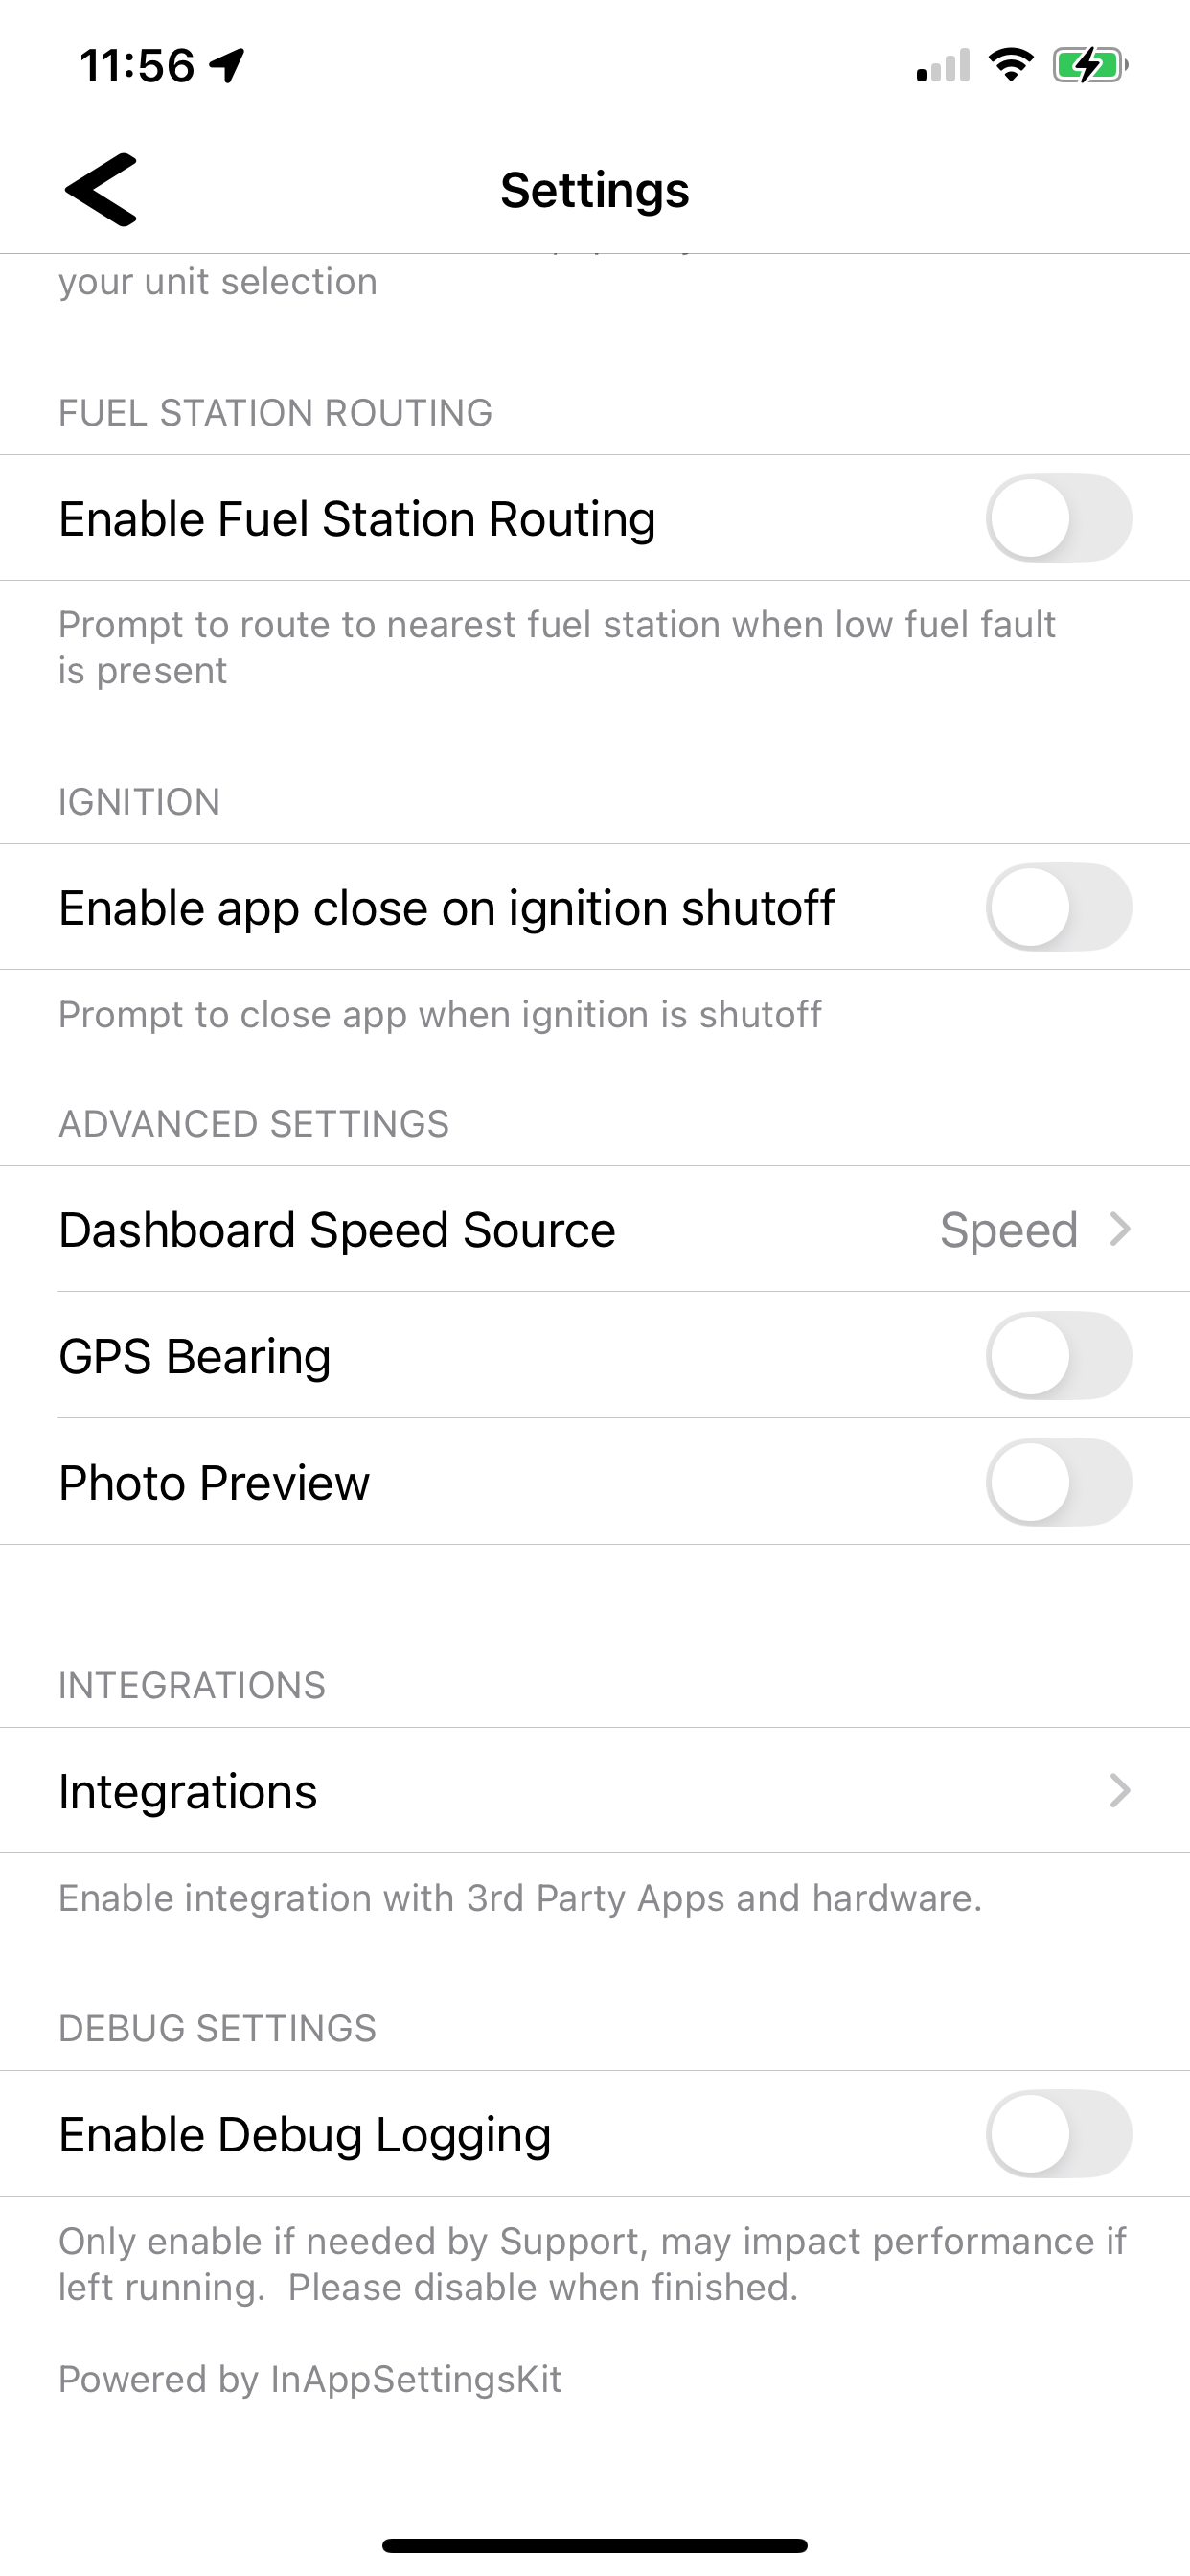 11:56
Settings
your unit selection
FUEL STATION ROUTING
Enable Fuel Station Routing
Prompt to route to nearest fuel station when low fuel fault
is present
IGNITION
Enable app close on ignition shutoff
Prompt to close app when ignition is shutoff
ADVANCED SETTINGS
Dashboard Speed Source Speed
GPS Bearing
Photo Preview
INTEGRATIONS
Integrations
Enable integration with 3rd Party Apps and hardware.
DEBUG SETTINGS
Enable Debug Logging
Only enable if needed by Support, may impact performance if
left running.  Please disable when finished.
Powered by InAppSettingsKit